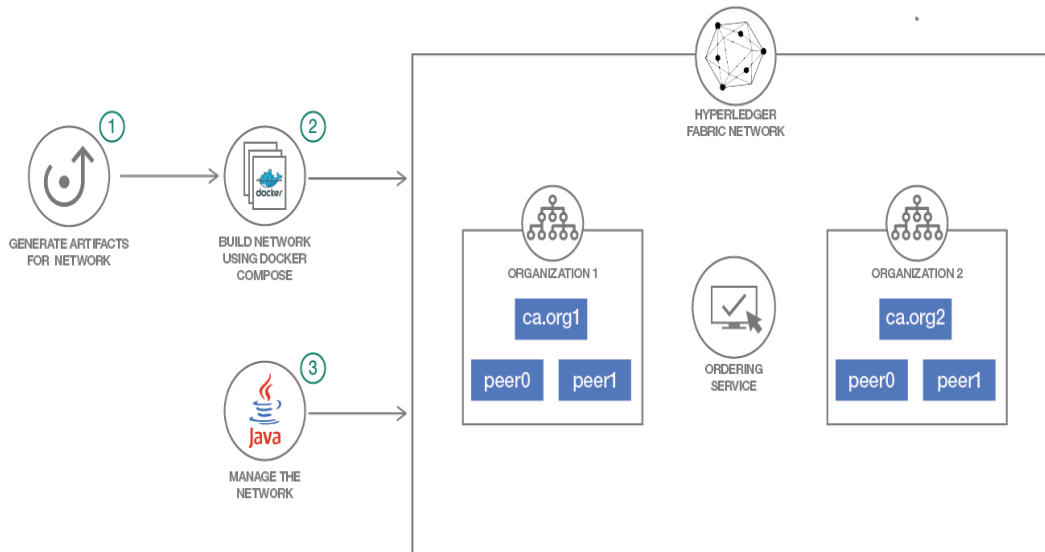 1
GENERATE ARTIFACTS
FOR NETWORK
2
docker
BUILD NETWORK
USING DOCKER
COMPOSE
3
Java
MANAGE THE
NETWORK
HYPERLEDGER
FABRIC NETWORK
ORGANIZATION 1
ca.org1
peer0 peer1
ORDERING
SERVICE
ORGANIZATION 2
ca.org2
peer0 peer1